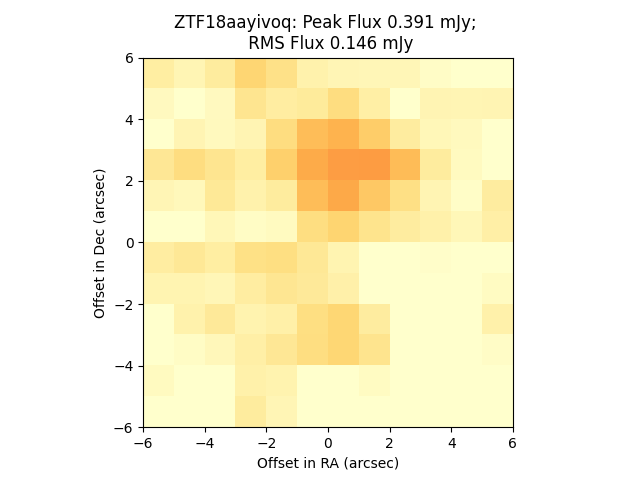 ZTF18aayivoq: Peak Flux 0.391 mJy;
RMS Flux 0.146 mJy
6
4
2
0
−2
−4
−6
Offset in Dec (arcsec)
−6 −4 −2 0 2 4 6
Offset in RA (arcsec)